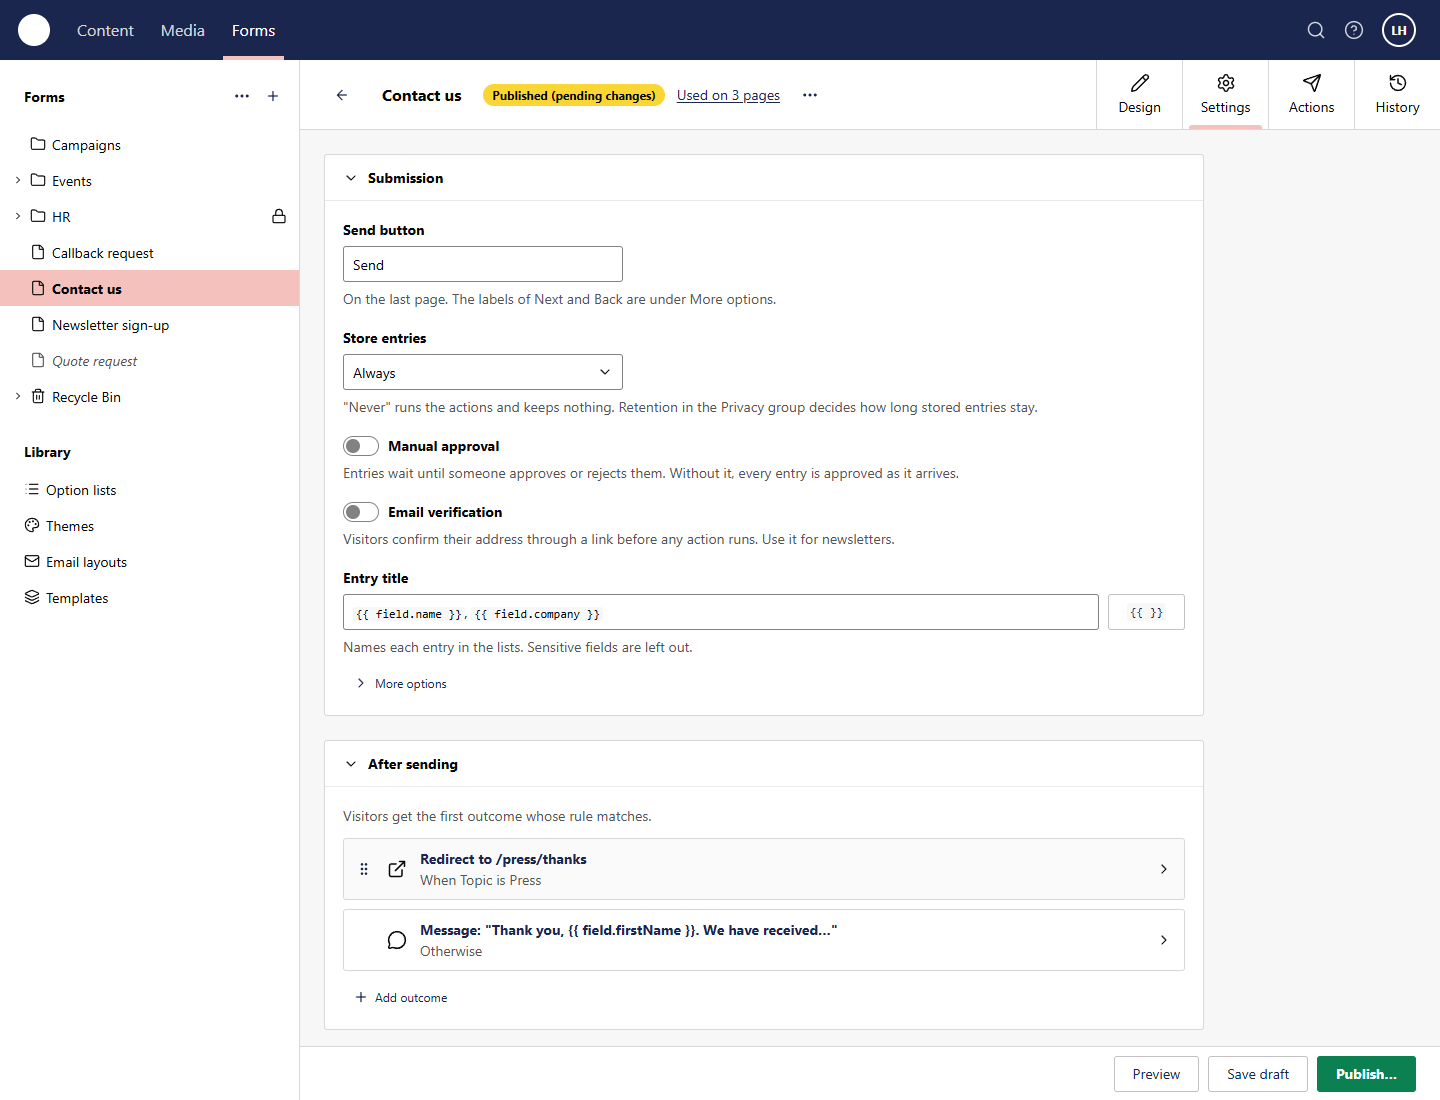 Content
Media
Forms
LH
Forms
Campaigns
Events
HR
Callback request
Contact us
Newsletter sign-up
Quote request
Recycle Bin
Library
Option lists
Themes
Email layouts
Templates
Contact us
Published (pending changes)
Used on 3 pages
Design
Settings
Actions
History
Submission
Send button
Send
On the last page. The labels of Next and Back are under More options.
Store entries
Always
"Never" runs the actions and keeps nothing. Retention in the Privacy group decides how long stored entries stay.
Manual approval
Entries wait until someone approves or rejects them. Without it, every entry is approved as it arrives.
Email verification
Visitors confirm their address through a link before any action runs. Use it for newsletters.
Entry title
{{ field.name }}, {{ field.company }}
{{ }}
Names each entry in the lists. Sensitive fields are left out.
More options
After sending
Visitors get the first outcome whose rule matches.
Redirect to /press/thanks
When Topic is Press
Message: "Thank you, {{ field.firstName }}. We have received…"
Otherwise
Add outcome
Preview
Save draft
Publish…